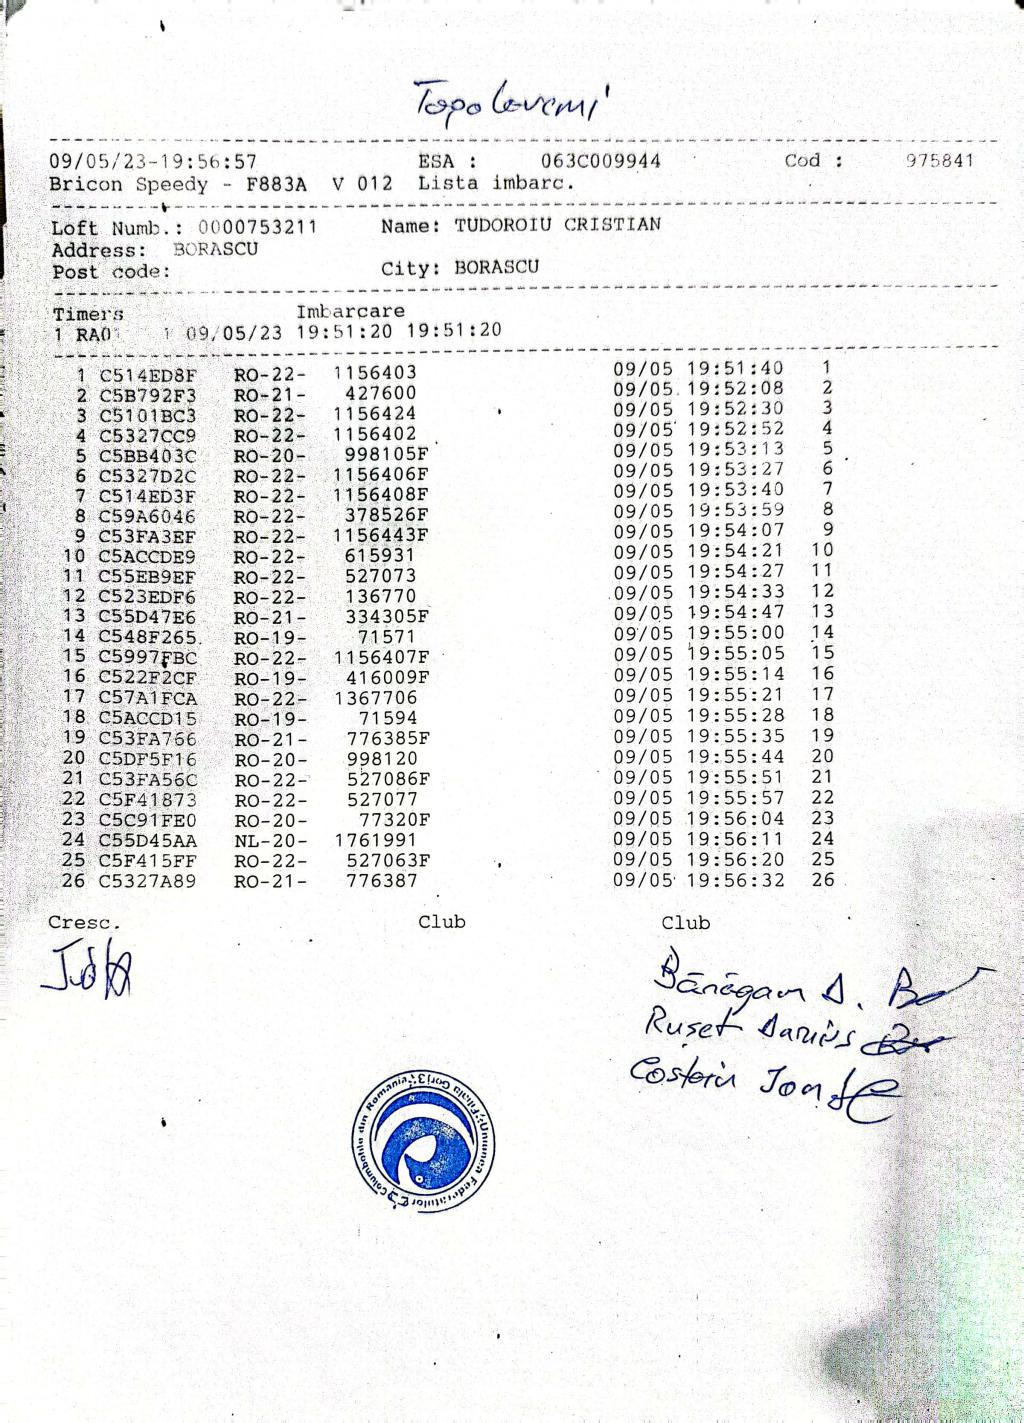 Topoloveni
09/05/23-19:56:57 ESA : 063C009944 Cod : 975841
Bricon Speedy - F883A V 012 Lista imbarc.
Loft Numb.: 0000753211 Name: TUDOROIU CRISTIAN
Address: BORASCU
Post code: City: BORASCU
Timers Imbarcare
1 RA01 1 09/05/23 19:51:20 19:51:20
1 C514ED8F RO-22- 1156403 09/05 19:51:40 1
2 C5B792F3 RO-21- 427600 09/05 19:52:08 2
3 C5101BC3 RO-22- 1156424 09/05 19:52:30 3
4 C5327CC9 RO-22- 1156402 09/05 19:52:52 4
5 C5BB403C RO-20- 998105F 09/05 19:53:13 5
6 C5327D2C RO-22- 1156406F 09/05 19:53:27 6
7 C514ED3F RO-22- 1156408F 09/05 19:53:40 7
8 C59A6046 RO-22- 378526F 09/05 19:53:59 8
9 C53FA3EF RO-22- 1156443F 09/05 19:54:07 9
10 C5ACCDE9 RO-22- 615931 09/05 19:54:21 10
11 C55EB9EF RO-22- 527073 09/05 19:54:27 11
12 C523EDF6 RO-22- 136770 09/05 19:54:33 12
13 C55D47E6 RO-21- 334305F 09/05 19:54:47 13
14 C548F265 RO-19- 71571 09/05 19:55:00 14
15 C5997FBC RO-22- 1156407F 09/05 19:55:05 15
16 C522F2CF RO-19- 416009F 09/05 19:55:14 16
17 C57A1FCA RO-22- 1367706 09/05 19:55:21 17
18 C5ACCD15 RO-19- 71594 09/05 19:55:28 18
19 C53FA766 RO-21- 776385F 09/05 19:55:35 19
20 C5DF5F16 RO-20- 998120 09/05 19:55:44 20
21 C53FA56C RO-22- 527086F 09/05 19:55:51 21
22 C5F41873 RO-22- 527077 09/05 19:55:57 22
23 C5C91FE0 RO-20- 77320F 09/05 19:56:04 23
24 C55D45AA NL-20- 1761991 09/05 19:56:11 24
25 C5F415FF RO-22- 527063F 09/05 19:56:20 25
26 C5327A89 RO-21- 776387 09/05 19:56:32 26
Cresc. Club Club
Ruset Darius
Uniunea Federatiilor Columbofile din Romania
Filiala Gorj 3